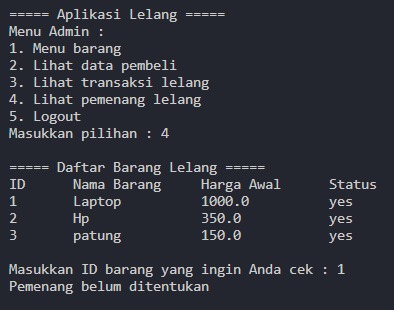 ===== Aplikasi Lelang =====
Menu Admin :
1. Menu barang
2. Lihat data pembeli
3. Lihat transaksi lelang
4. Lihat pemenang lelang
5. Logout
Masukkan pilihan : 4

===== Daftar Barang Lelang =====
ID      Nama Barang     Harga Awal      Status
1       Laptop          1000.0          yes
2       Hp              350.0           yes
3       patung          150.0           yes

Masukkan ID barang yang ingin Anda cek : 1
Pemenang belum ditentukan